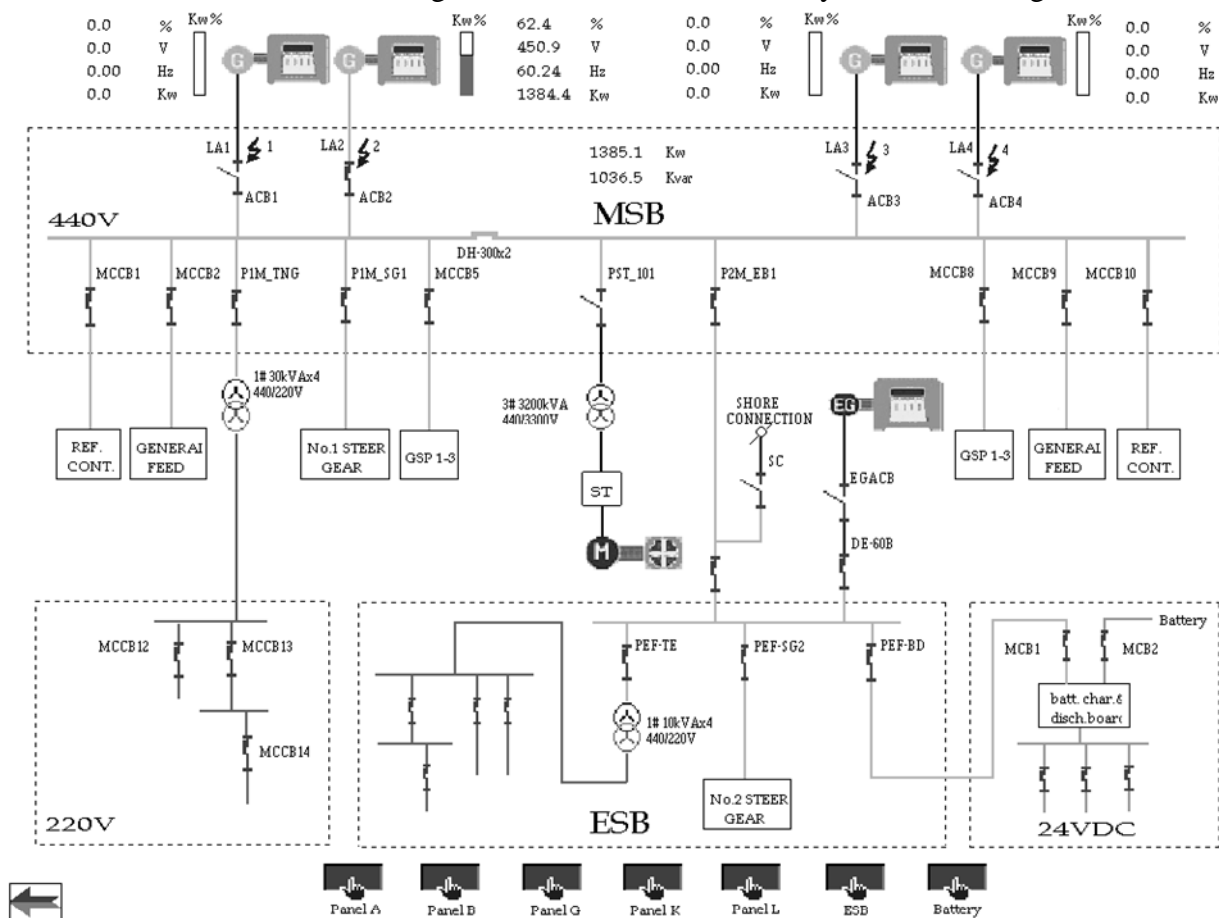 0.0 % Kw%
0.0 V
0.00 Hz
0.0 Kw
G
G
Kw% 62.4 %
450.9 V
60.24 Hz
1384.4 Kw
0.0 % Kw%
0.0 V
0.00 Hz
0.0 Kw
G
G
Kw% 0.0 %
0.0 V
0.00 Hz
0.0 Kw
LA1 1
LA2 2
1385.1 Kw
1036.5 Kvar
LA3 3
LA4 4
ACB1
ACB2
ACB3
ACB4
440V
MSB
DH-300x2
MCCB1
MCCB2
P1M_TNG
P1M_SG1
MCCB5
PST_101
P2M_EB1
MCCB8
MCCB9
MCCB10
1# 30kVAx4
440/220V
3# 3200kVA
440/3300V
SHORE
CONNECTION
SC
EG
EGACB
DE-60B
REF.
CONT.
GENERAl
FEED
No.1 STEER
GEAR
GSP 1-3
ST
M
GSP 1-3
GENERAl
FEED
REF.
CONT.
MCCB12
MCCB13
MCCB14
220V
PEF-TE
PEF-SG2
PEF-BD
1# 10kVAx4
440/220V
No.2 STEER
GEAR
ESB
Battery
MCB1
MCB2
batt. char.&
disch.board
24VDC
Panel A
Panel B
Panel G
Panel K
Panel L
ESB
Battery